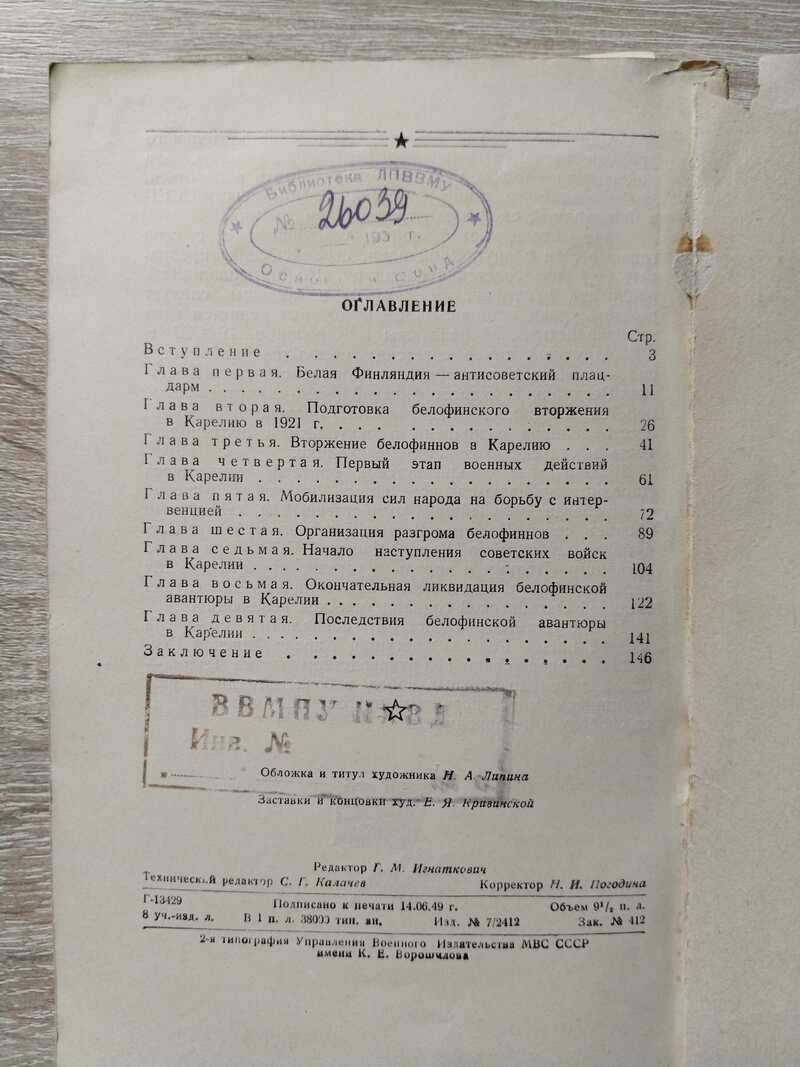 Библиотека ЛПВВМУ
№ 26039
193 г.
ОГЛАВЛЕНИЕ
Стр.
Вступление . . . . . . . . . . . . . . . 3
Глава первая. Белая Финляндия — антисоветский плац-
дарм . . . . . . . . . . . . . . . . . . 11
Глава вторая. Подготовка белофинского вторжения
в Карелию в 1921 г. . . . . . . . . . . . . 26
Глава третья. Вторжение белофиннов в Карелию . . . 41
Глава четвертая. Первый этап военных действий
в Карелии . . . . . . . . . . . . . . . . 61
Глава пятая. Мобилизация сил народа на борьбу с интер-
венцией . . . . . . . . . . . . . . . . . 72
Глава шестая. Организация разгрома белофиннов . . . 89
Глава седьмая. Начало наступления советских войск
в Карелии . . . . . . . . . . . . . . . . 104
Глава восьмая. Окончательная ликвидация белофинской
авантюры в Карелии . . . . . . . . . . . . . 122
Глава девятая. Последствия белофинской авантюры
в Карелии . . . . . . . . . . . . . . . . 141
Заключение . . . . . . . . . . . . . . . 146
ВВМПУ
Инв. №
Обложка и титул художника Н. А. Липина
Заставки и концовки худ. Е. Я. Кривинской
Редактор Г. М. Игнаткович
Технический редактор С. Г. Калачев Корректор Н. И. Погодина
Г-13429 Подписано к печати 14.06.49 г. Объем 9¹/₂ п. л.
8 уч.-изд. л. В 1 п. л. 38000 тип. зн. Изд. № 7/2412 Зак. № 412
2-я типография Управления Военного Издательства МВС СССР
имени К. Е. Ворошилова